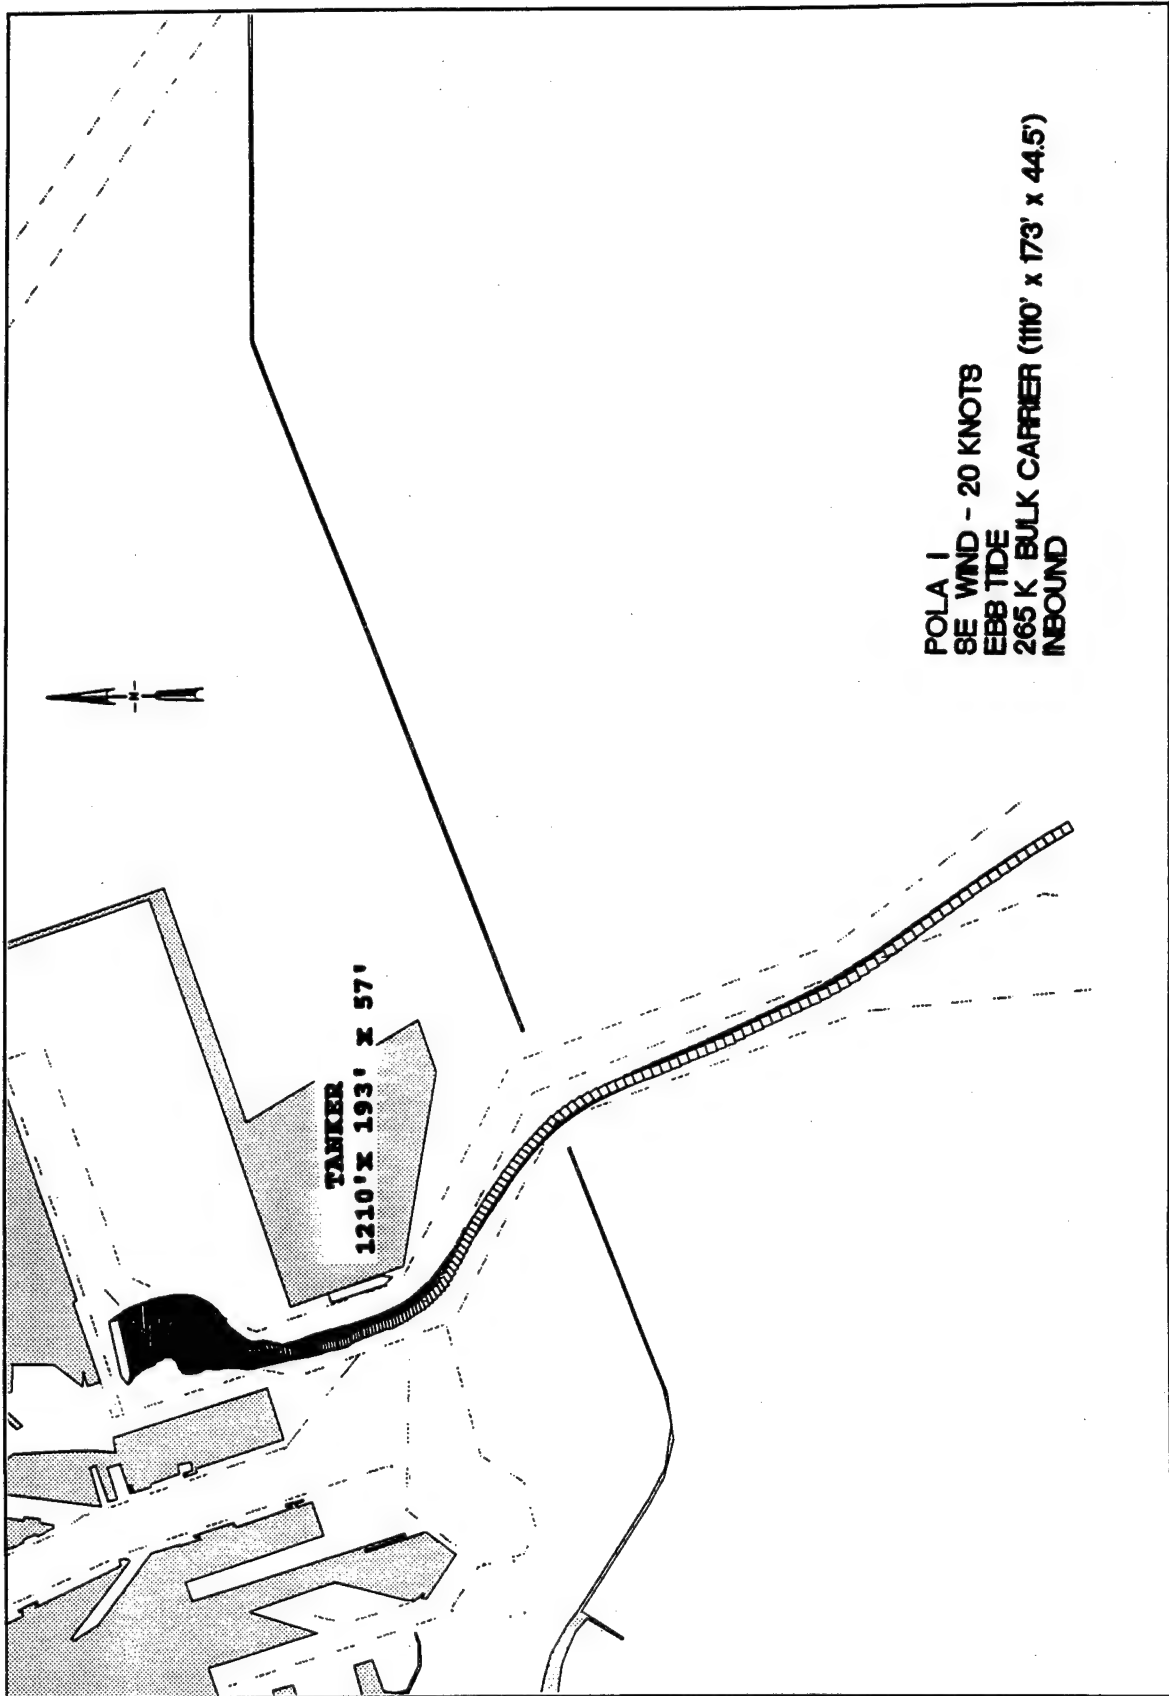 N
TANKER
1210'X 193' X 57'
POLA I
SE WIND - 20 KNOTS
EBB TIDE
265 K BULK CARRIER (1110' x 173' x 44.5')
INBOUND